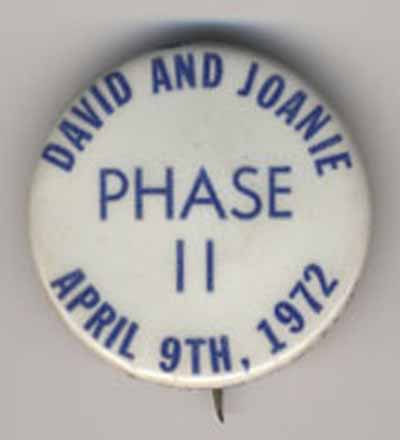 DAVID AND JOANIE
PHASE
II
APRIL 9TH, 1972